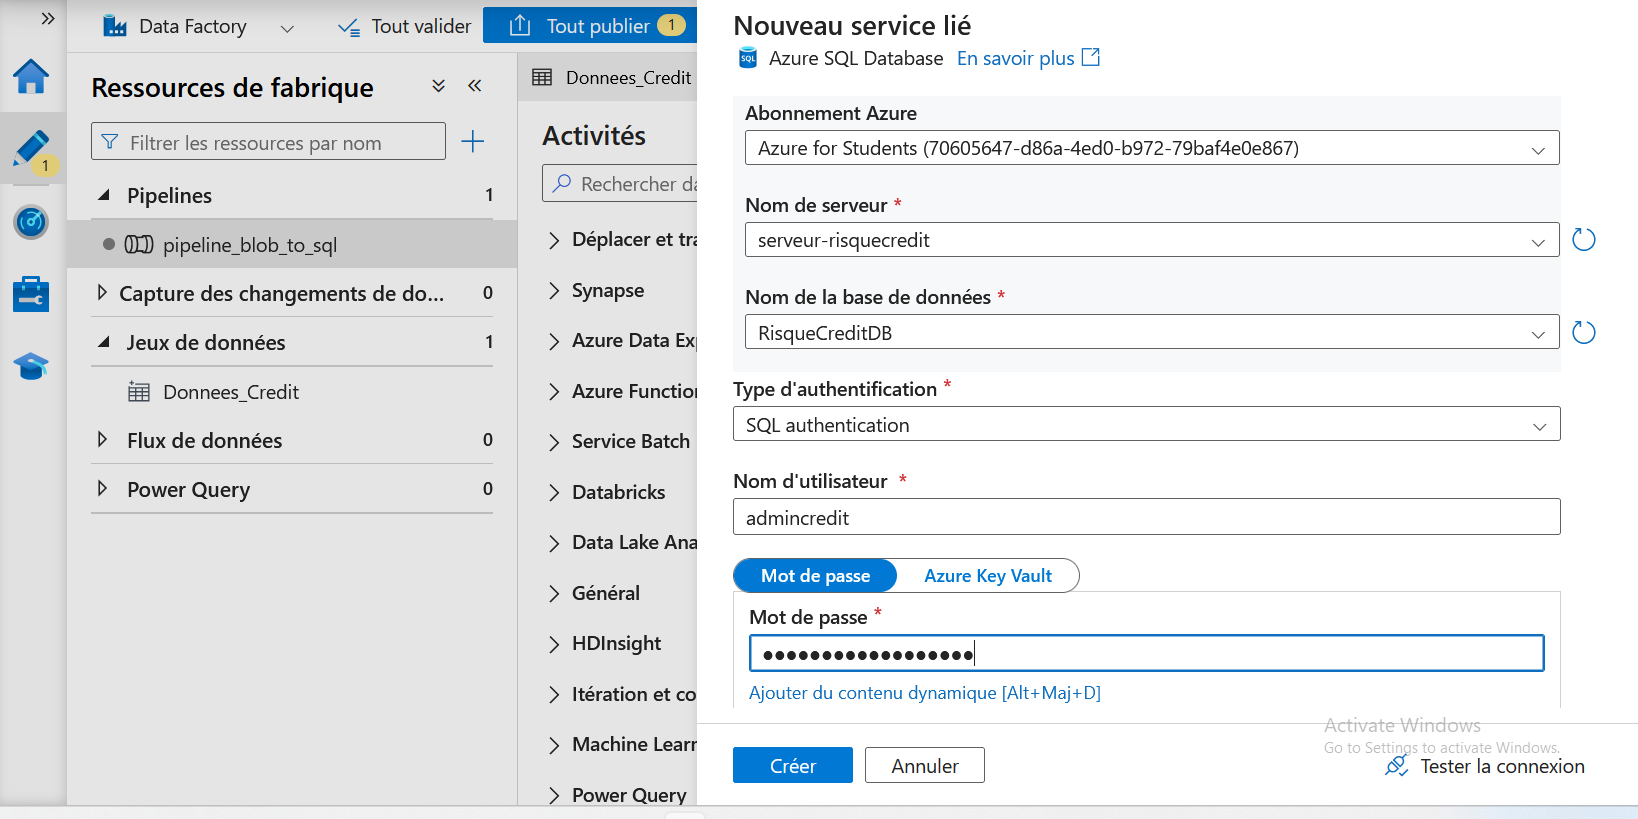 Data Factory
Tout valider
Tout publier 1
Ressources de fabrique
Filtrer les ressources par nom
1
Pipelines 1
pipeline_blob_to_sql
Capture des changements de do... 0
Jeux de données 1
Donnees_Credit
Flux de données 0
Power Query 0
Donnees_Credit
Activités
Rechercher da
Déplacer et tra
Synapse
Azure Data Exp
Azure Function
Service Batch
Databricks
Data Lake Ana
Général
HDInsight
Itération et co
Machine Learn
Power Query
Nouveau service lié
SQL Azure SQL Database En savoir plus
Abonnement Azure
Azure for Students (70605647-d86a-4ed0-b972-79baf4e0e867)
Nom de serveur *
serveur-risquecredit
Nom de la base de données *
RisqueCreditDB
Type d'authentification *
SQL authentication
Nom d'utilisateur *
admincredit
Mot de passe Azure Key Vault
Mot de passe *
••••••••••••••••••
Ajouter du contenu dynamique [Alt+Maj+D]
Activate Windows
Go to Settings to activate Windows.
Créer Annuler Tester la connexion